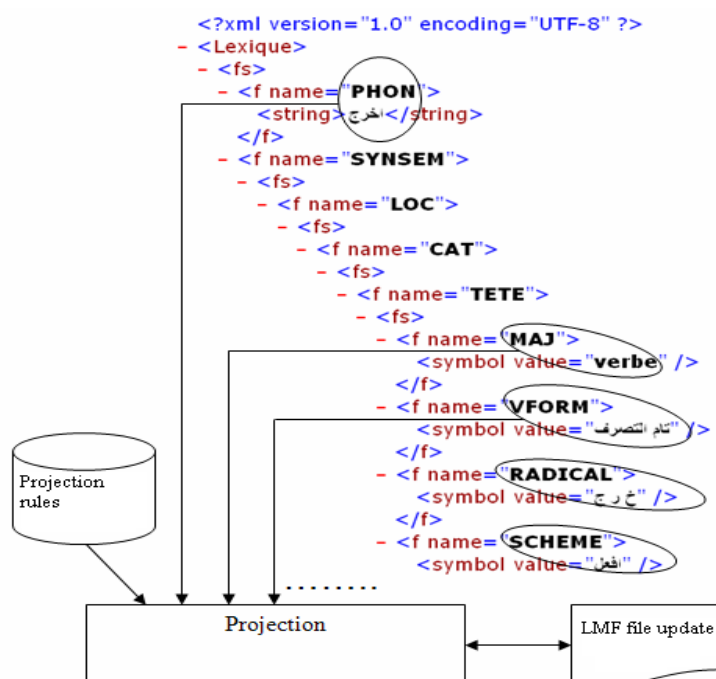 <?xml version="1.0" encoding="UTF-8" ?>
- <Lexique>
- <fs>
- <f name="PHON">
<string>اخرج</string>
</f>
- <f name="SYNSEM">
- <fs>
- <f name="LOC">
- <fs>
- <f name="CAT">
- <fs>
- <f name="TETE">
- <fs>
- <f name="MAJ">
<symbol value="verbe" />
</f>
- <f name="VFORM">
<symbol value="تام التصرف" />
</f>
- <f name="RADICAL">
<symbol value="خ ر ج" />
</f>
- <f name="SCHEME">
<symbol value="افعل" />
. . . . . . . .
Projection
rules
Projection
LMF file update